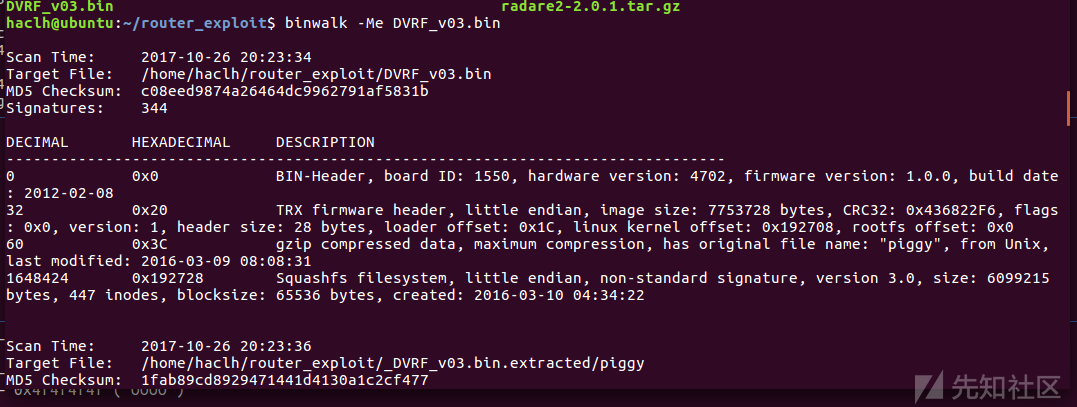 DVRF_v03.bin radare2-2.0.1.tar.gz
haclh@ubuntu:~/router_exploit$ binwalk -Me DVRF_v03.bin
Scan Time: 2017-10-26 20:23:34
Target File: /home/haclh/router_exploit/DVRF_v03.bin
MD5 Checksum: c08eed9874a26464dc9962791af5831b
Signatures: 344
DECIMAL HEXADECIMAL DESCRIPTION
--------------------------------------------------------------------------------
0 0x0 BIN-Header, board ID: 1550, hardware version: 4702, firmware version: 1.0.0, build date
: 2012-02-08
32 0x20 TRX firmware header, little endian, image size: 7753728 bytes, CRC32: 0x436822F6, flags
: 0x0, version: 1, header size: 28 bytes, loader offset: 0x1C, linux kernel offset: 0x192708, rootfs offset: 0x0
60 0x3C gzip compressed data, maximum compression, has original file name: "piggy", from Unix,
last modified: 2016-03-09 08:08:31
1648424 0x192728 Squashfs filesystem, little endian, non-standard signature, version 3.0, size: 6099215
bytes, 447 inodes, blocksize: 65536 bytes, created: 2016-03-10 04:34:22
Scan Time: 2017-10-26 20:23:36
Target File: /home/haclh/router_exploit/_DVRF_v03.bin.extracted/piggy
MD5 Checksum: 1fab89cd8929471441d4130a1c2cf477
先知社区